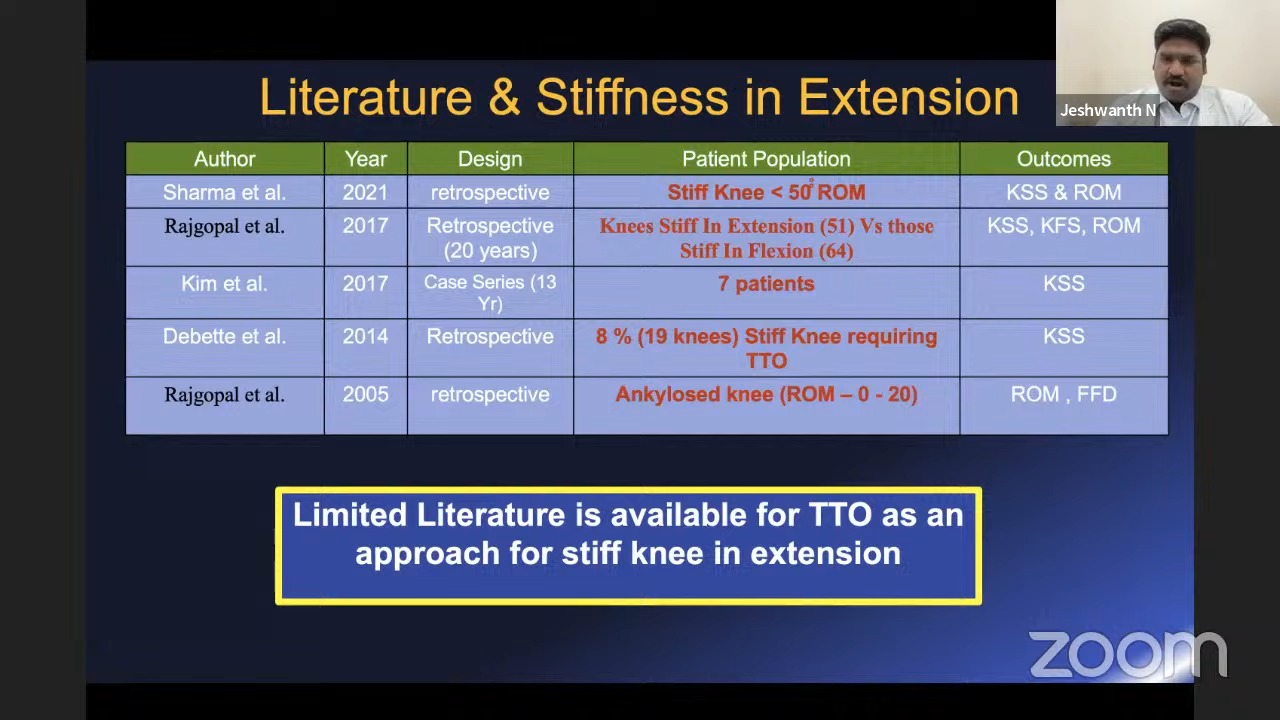 Literature & Stiffness in Extension
Jeshwanth N
Author Year Design Patient Population Outcomes
Sharma et al. 2021 retrospective Stiff Knee < 50° ROM KSS & ROM
Rajgopal et al. 2017 Retrospective (20 years) Knees Stiff In Extension (51) Vs those Stiff In Flexion (64) KSS, KFS, ROM
Kim et al. 2017 Case Series (13 Yr) 7 patients KSS
Debette et al. 2014 Retrospective 8 % (19 knees) Stiff Knee requiring TTO KSS
Rajgopal et al. 2005 retrospective Ankylosed knee (ROM – 0 - 20) ROM , FFD
Limited Literature is available for TTO as an
approach for stiff knee in extension
zoom